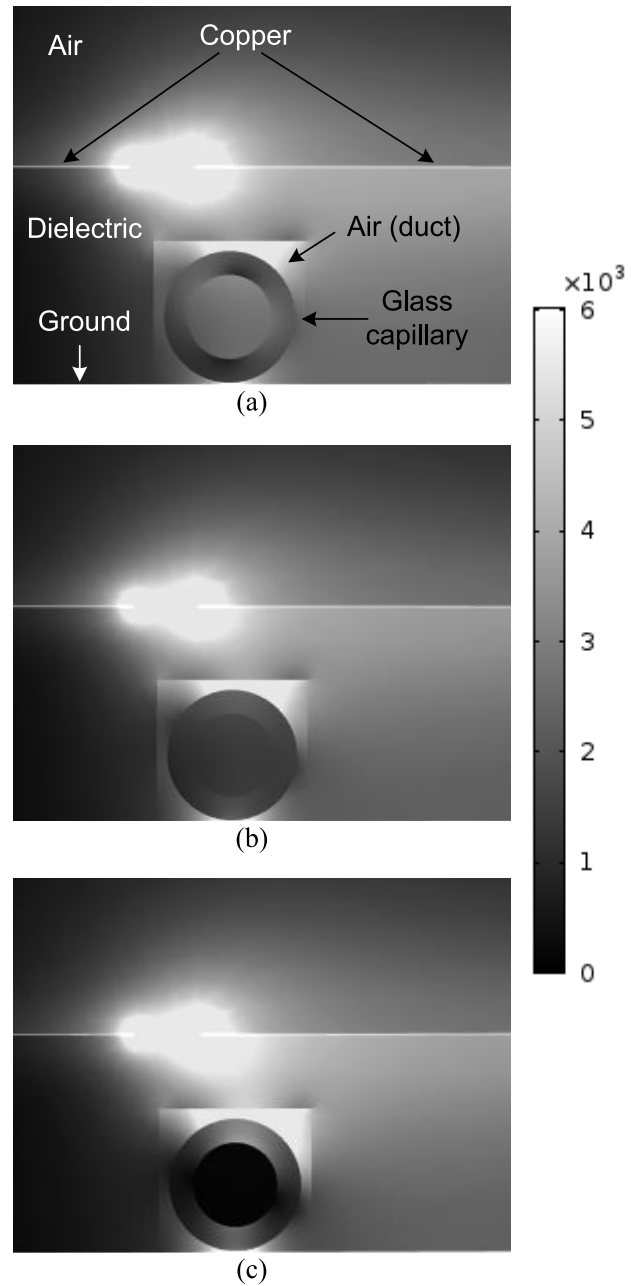 Air
Copper
Dielectric
Air (duct)
Ground
Glass
capillary
(a)
×10³
6
5
4
3
2
1
0
(b)
(c)